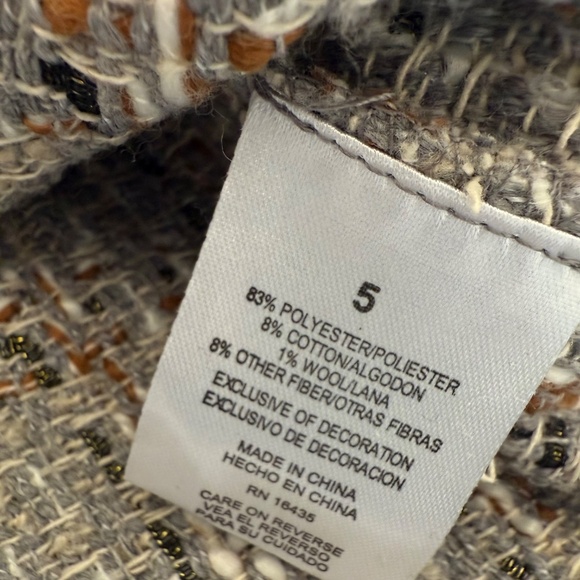 5
83% POLYESTER/POLIESTER
8% COTTON/ALGODON
1% WOOL/LANA
8% OTHER FIBER/OTRAS FIBRAS
EXCLUSIVE OF DECORATION
EXCLUSIVO DE DECORACION
MADE IN CHINA
HECHO EN CHINA
RN 16435
CARE ON REVERSE
VEA EL REVERSO
PARA SU CUIDADO